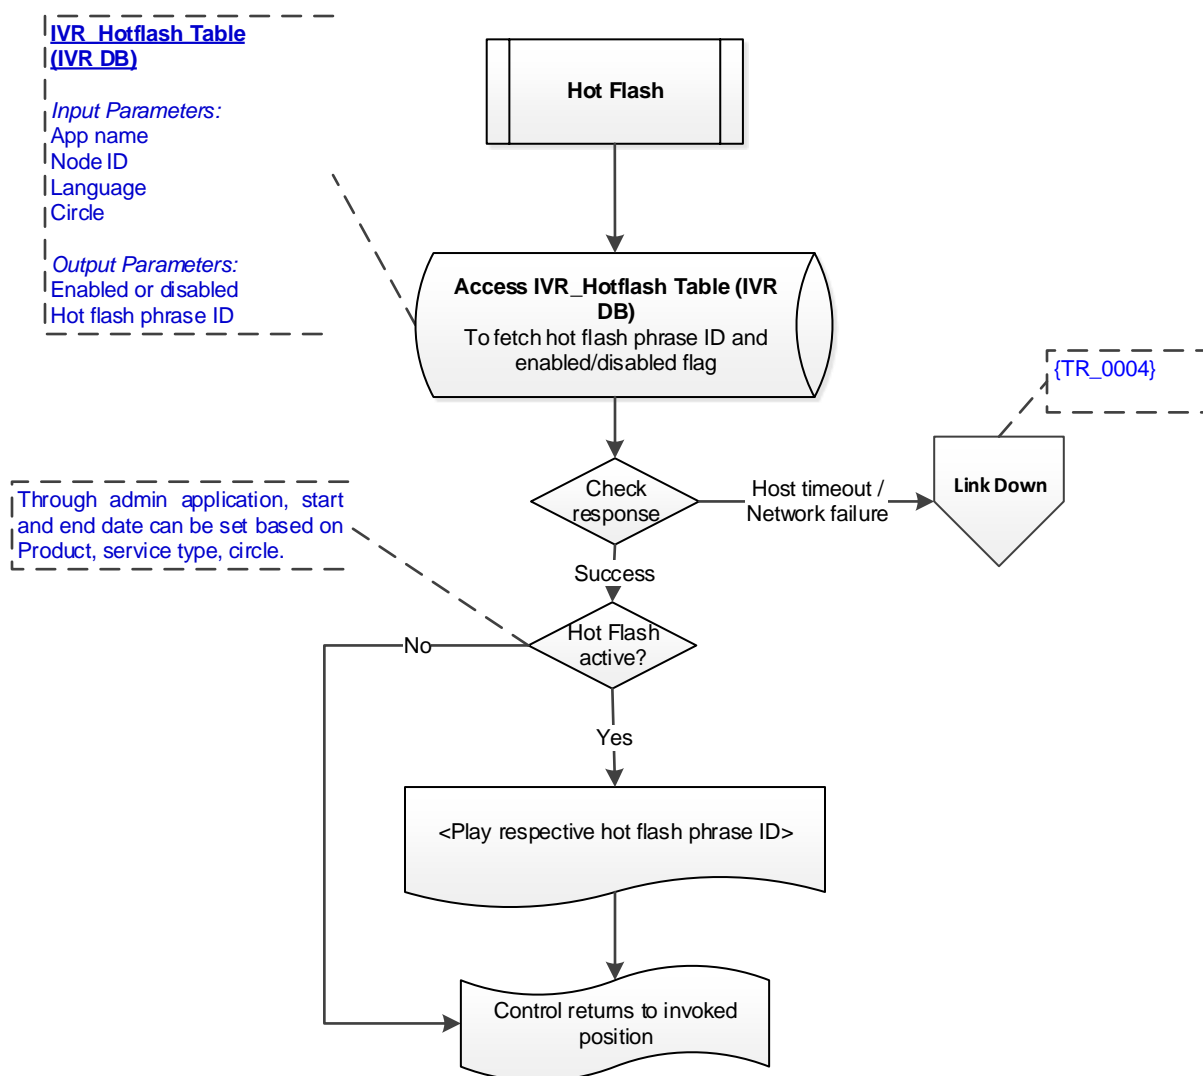 IVR_Hotflash Table
(IVR DB)
Input Parameters:
App name
Node ID
Language
Circle
Output Parameters:
Enabled or disabled
Hot flash phrase ID
Hot Flash
Access IVR_Hotflash Table (IVR
DB)
To fetch hot flash phrase ID and
enabled/disabled flag
{TR_0004}
Link Down
Check
response
Host timeout /
Network failure
Success
Through admin application, start
and end date can be set based on
Product, service type, circle.
Hot Flash
active?
No
Yes
<Play respective hot flash phrase ID>
Control returns to invoked
position